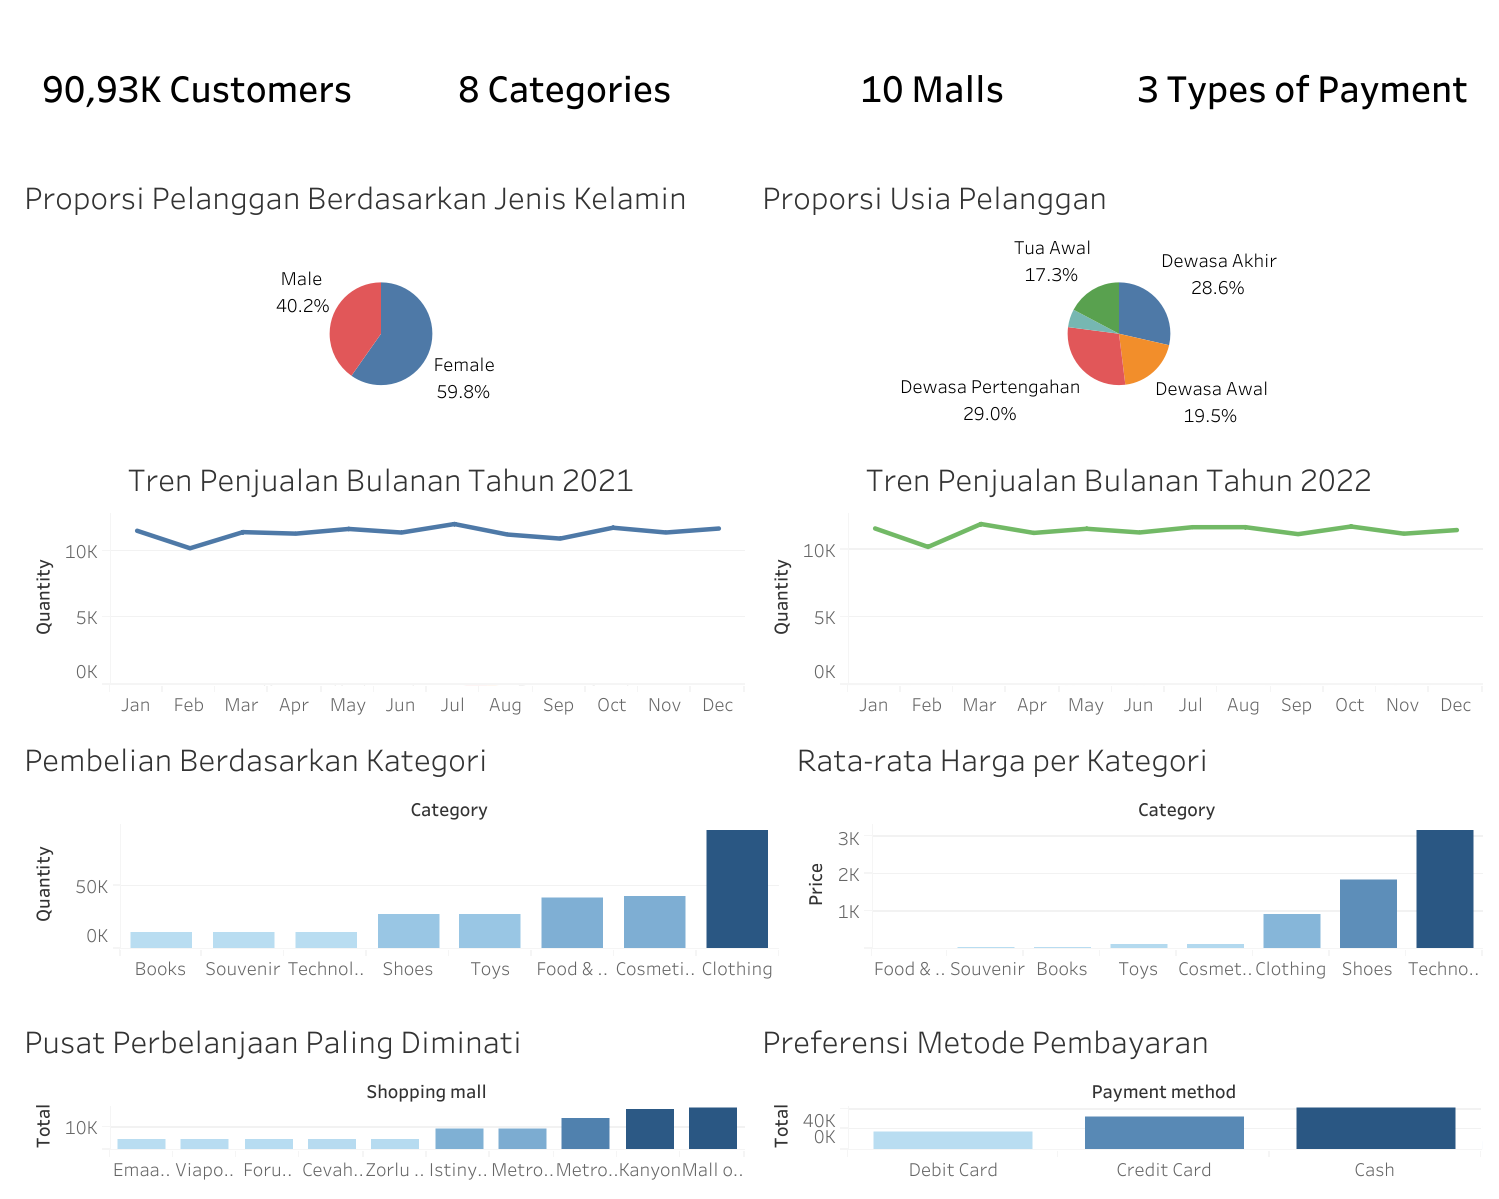 90,93K Customers
8 Categories
10 Malls
3 Types of Payment
Proporsi Pelanggan Berdasarkan Jenis Kelamin
Male
40.2%
Female
59.8%
Proporsi Usia Pelanggan
Tua Awal
17.3%
Dewasa Akhir
28.6%
Dewasa Pertengahan
29.0%
Dewasa Awal
19.5%
Tren Penjualan Bulanan Tahun 2021
Quantity
10K
5K
0K
Jan Feb Mar Apr May Jun Jul Aug Sep Oct Nov Dec
Tren Penjualan Bulanan Tahun 2022
Quantity
10K
5K
0K
Jan Feb Mar Apr May Jun Jul Aug Sep Oct Nov Dec
Pembelian Berdasarkan Kategori
Category
Quantity
50K
0K
Books Souvenir Technol.. Shoes Toys Food & .. Cosmeti.. Clothing
Rata-rata Harga per Kategori
Category
Price
3K
2K
1K
Food & .. Souvenir Books Toys Cosmet.. Clothing Shoes Techno..
Pusat Perbelanjaan Paling Diminati
Shopping mall
Total
10K
Emaa.. Viapo.. Foru.. Cevah.. Zorlu .. Istiny.. Metro.. Metro.. Kanyon Mall o..
Preferensi Metode Pembayaran
Payment method
Total
40K
0K
Debit Card Credit Card Cash